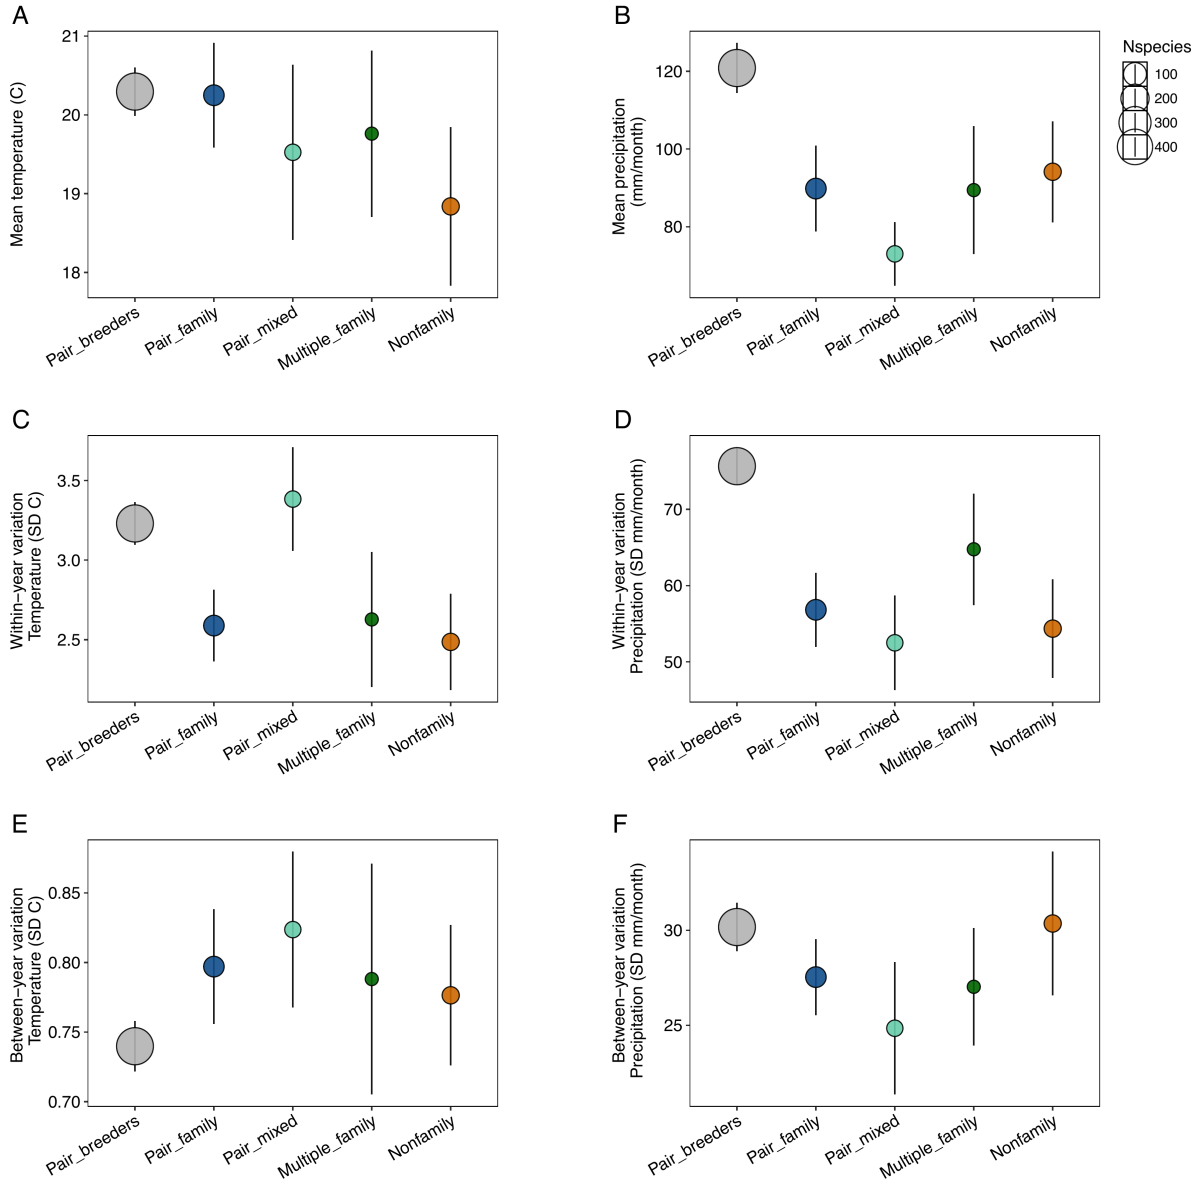 A
Mean temperature (C)
21
20
19
18
Pair_breeders
Pair_family
Pair_mixed
Multiple_family
Nonfamily
B
Mean precipitation
(mm/month)
120
100
80
Pair_breeders
Pair_family
Pair_mixed
Multiple_family
Nonfamily
Nspecies
100
200
300
400
C
Within−year variation
Temperature (SD C)
3.5
3.0
2.5
Pair_breeders
Pair_family
Pair_mixed
Multiple_family
Nonfamily
D
Within−year variation
Precipitation (SD mm/month)
70
60
50
Pair_breeders
Pair_family
Pair_mixed
Multiple_family
Nonfamily
E
Between−year variation
Temperature (SD C)
0.85
0.80
0.75
0.70
Pair_breeders
Pair_family
Pair_mixed
Multiple_family
Nonfamily
F
Between−year variation
Precipitation (SD mm/month)
30
25
Pair_breeders
Pair_family
Pair_mixed
Multiple_family
Nonfamily